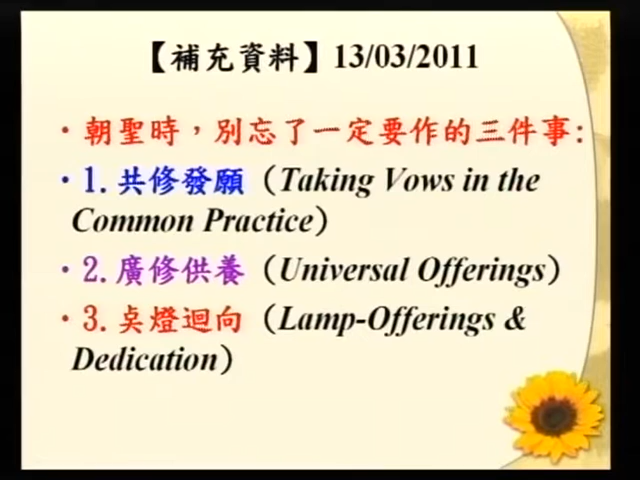 【補充資料】13/03/2011
• 朝聖時，別忘了一定要作的三件事:
• 1. 共修發願（Taking Vows in the
Common Practice）
• 2. 廣修供養（Universal Offerings）
• 3. 奌燈迴向（Lamp-Offerings &
Dedication）